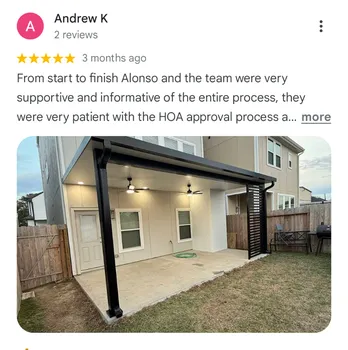 A
Andrew K
2 reviews
3 months ago
From start to finish Alonso and the team were very
supportive and informative of the entire process, they
were very patient with the HOA approval process a... more